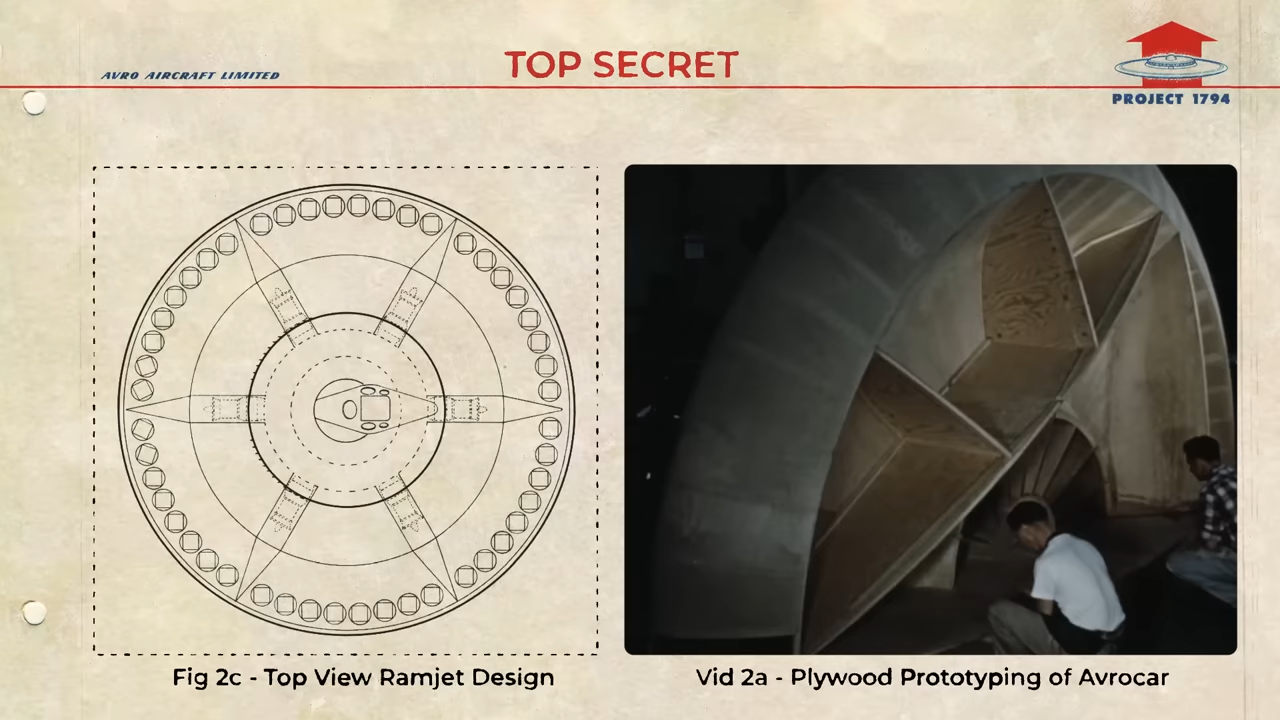 AVRO AIRCRAFT LIMITED
TOP SECRET
PROJECT 1794
Fig 2c - Top View Ramjet Design
Vid 2a - Plywood Prototyping of Avrocar